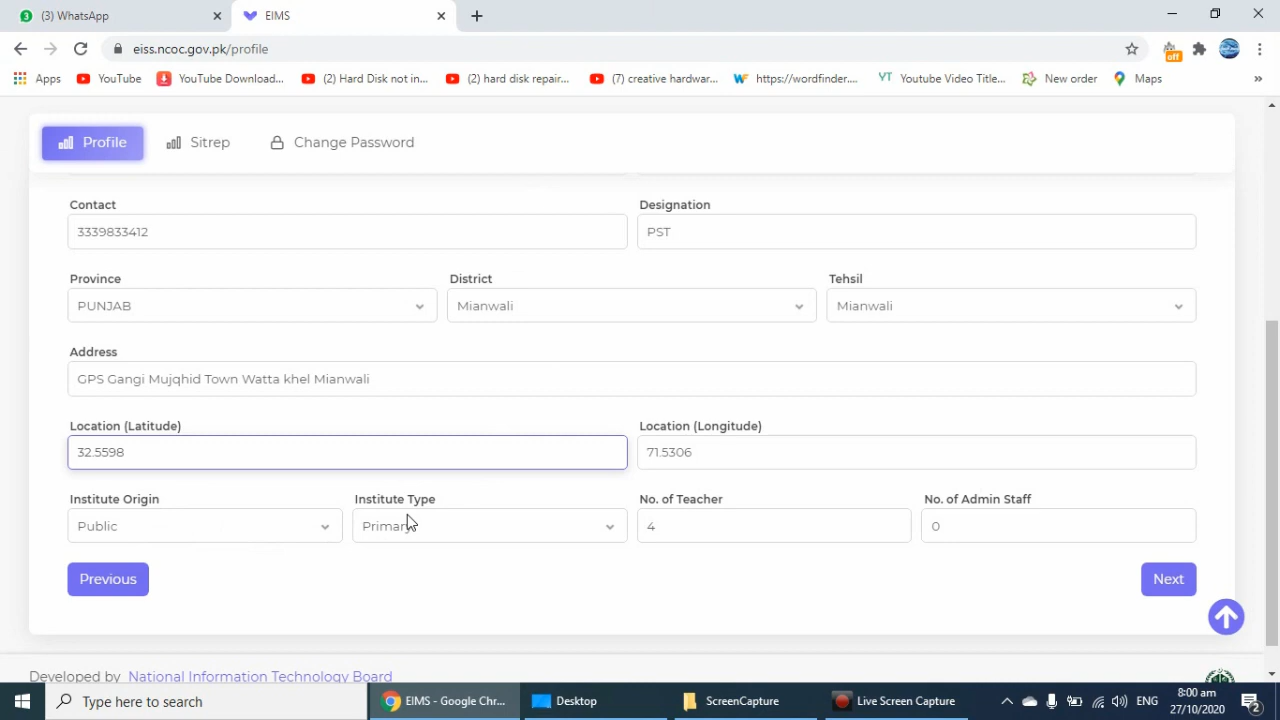 3
(3) WhatsApp
EIMS
eiss.ncoc.gov.pk/profile
off
Apps
YouTube
YouTube Download...
(2) Hard Disk not in...
(2) hard disk repair...
(7) creative hardwar...
https://wordfinder....
YT Youtube Video Title...
New order
Maps
»
Profile
Sitrep
Change Password
Contact
Designation
3339833412
PST
Province
District
Tehsil
PUNJAB
Mianwali
Mianwali
Address
GPS Gangi Mujqhid Town Watta khel Mianwali
Location (Latitude)
Location (Longitude)
32.5598
71.5306
Institute Origin
Institute Type
No. of Teacher
No. of Admin Staff
Public
Primary
4
0
Previous
Next
Developed by National Information Technology Board
Type here to search
EIMS - Google Chr...
Desktop
ScreenCapture
Live Screen Capture
ENG
8:00 am
27/10/2020
2